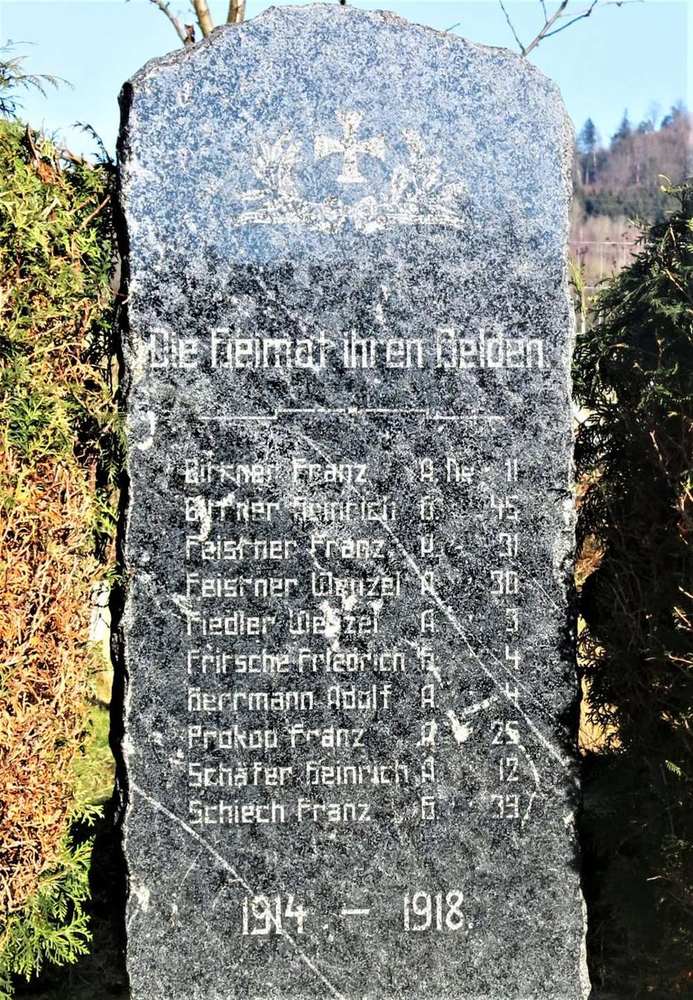 Die Heimat ihren Helden
Birkner Franz A. Nr. 11
Birkner Heinrich G 45
Feistner Franz A 31
Feistner Wenzel A 30
Fiedler Wenzel A 3
Fritsche Friedrich G 4
Herrmann Adolf A 4
Prokop Franz A 25
Schäfer Heinrich A 12
Schiech Franz G. 39
1914 – 1918.